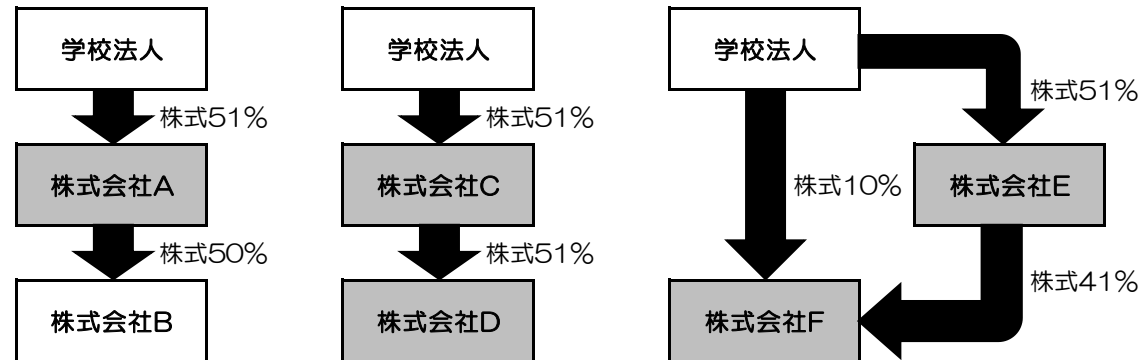 学校法人
株式51%
株式会社A
株式50%
株式会社B
学校法人
株式51%
株式会社C
株式51%
株式会社D
学校法人
株式51%
株式10%
株式会社E
株式41%
株式会社F